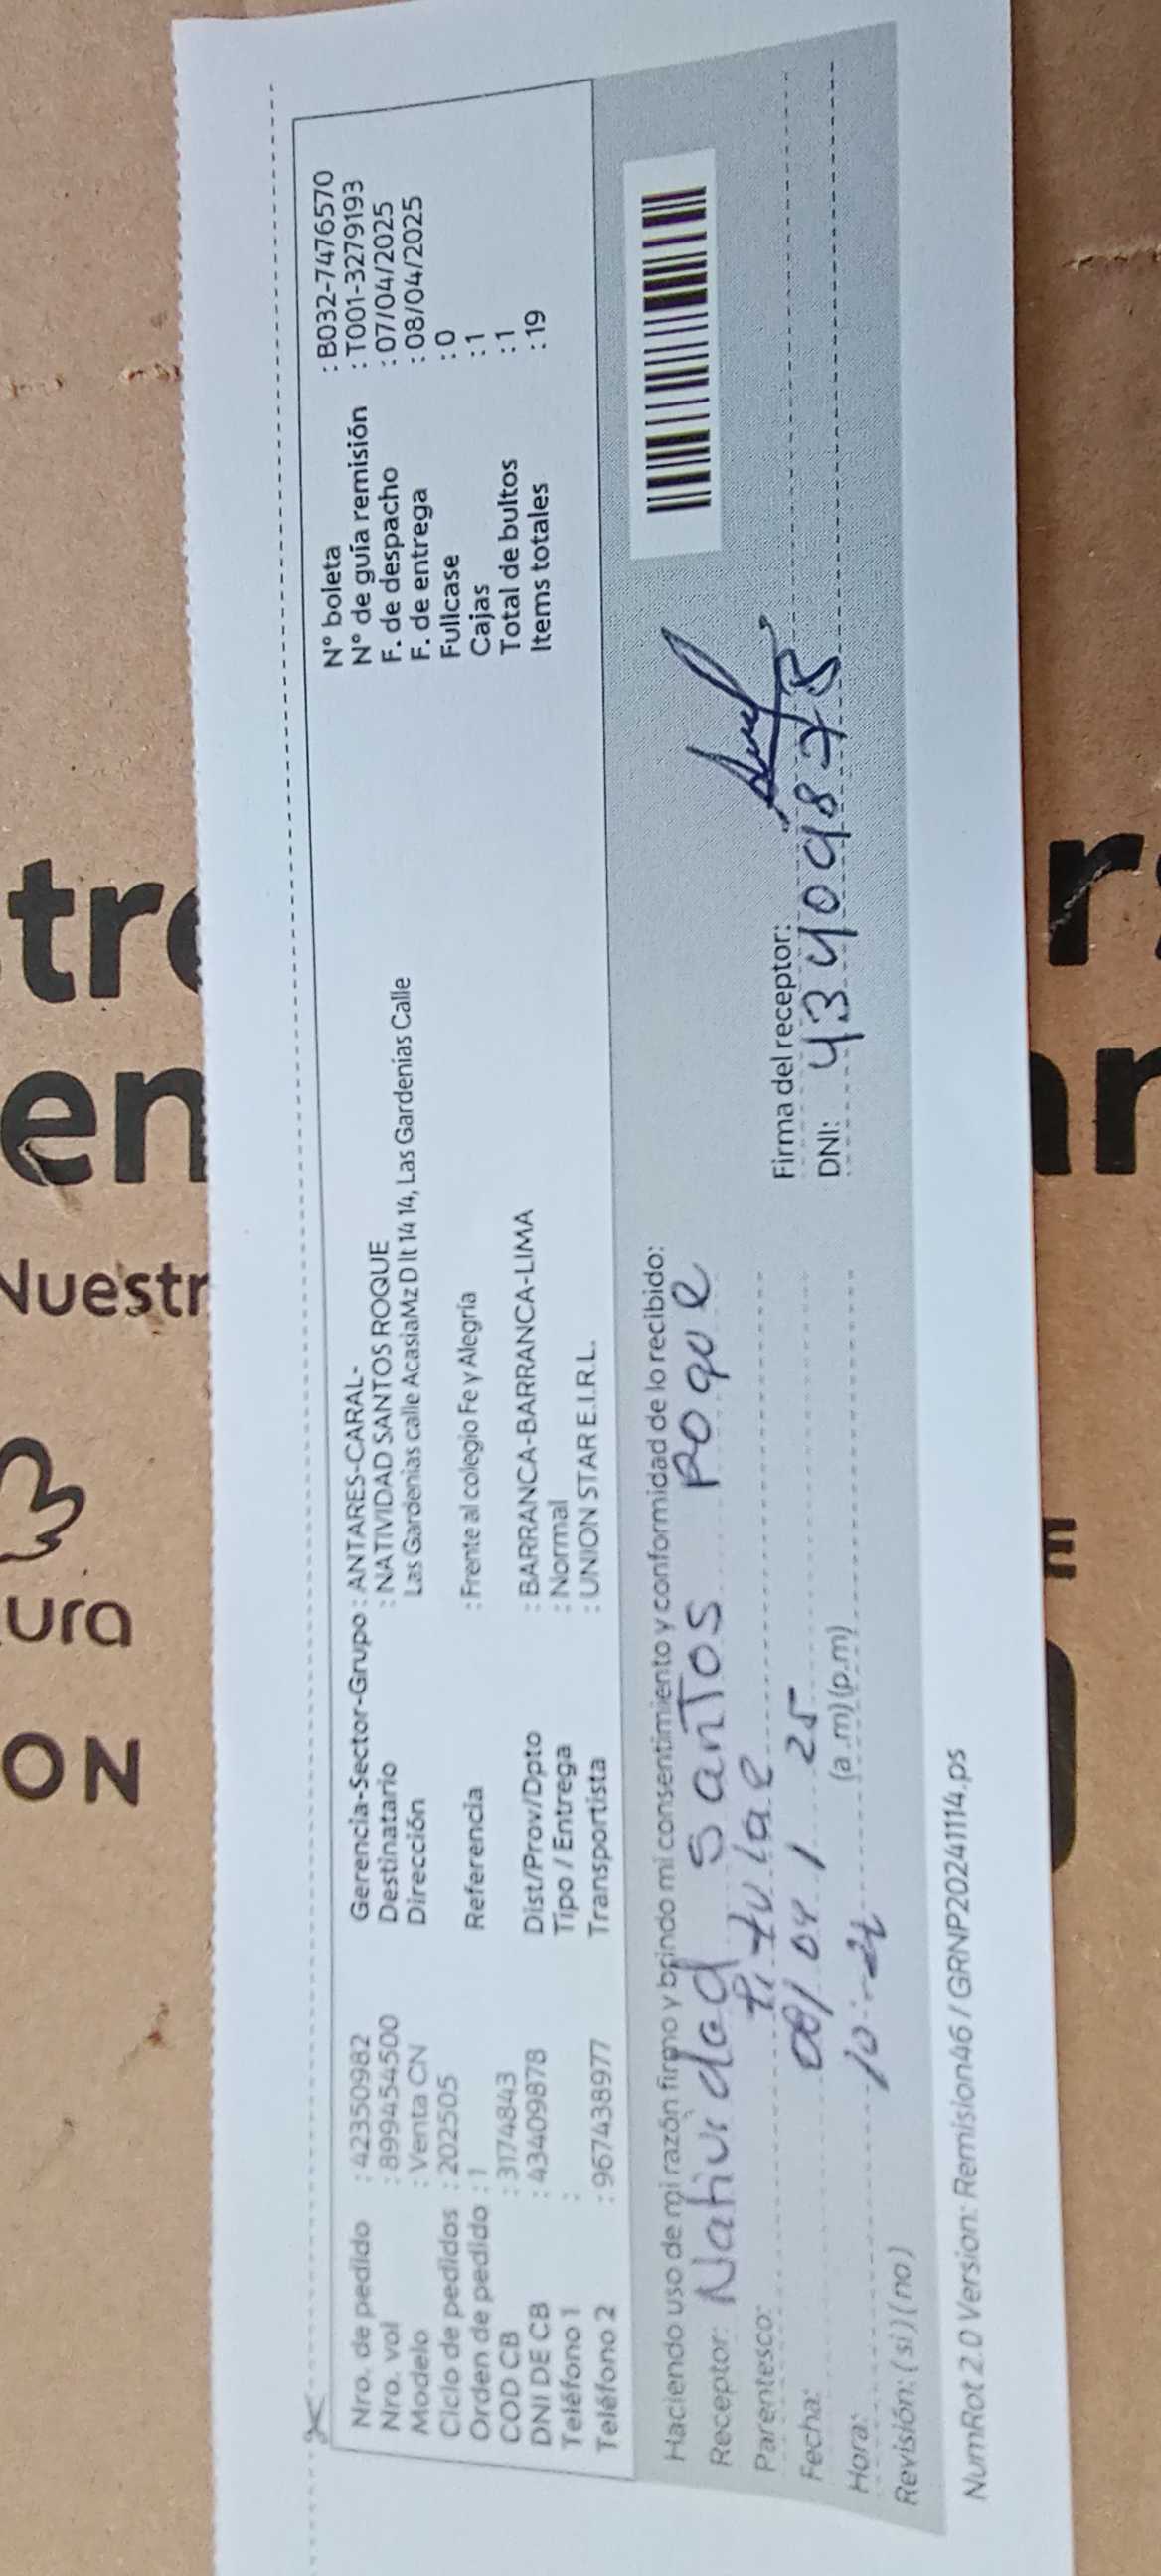 Nro. de pedido : 42350982
Nro. vol : 899454500
Modelo : Venta CN
Ciclo de pedidos : 202505
Orden de pedido : 1
COD CB : 3174843
DNI DE CB : 43409878
Teléfono 1 :
Teléfono 2 : 967438977
Gerencia-Sector-Grupo : ANTARES-CARAL-
Destinatario : NATIVIDAD SANTOS ROQUE
Dirección Las Gardenias calle AcasiaMz D lt 14 14, Las Gardenias Calle
Referencia : Frente al colegio Fe y Alegría
Dist/Prov/Dpto : BARRANCA-BARRANCA-LIMA
Tipo / Entrega : Normal
Transportista : UNION STAR E.I.R.L.
N° boleta : B032-7476570
N° de guía remisión : T001-3279193
F. de despacho : 07/04/2025
F. de entrega : 08/04/2025
Fullcase : 0
Cajas : 1
Total de bultos : 1
Items totales : 19
Haciendo uso de mi razón firmo y brindo mi consentimiento y conformidad de lo recibido:
Receptor: Natividad Santos Roque
Parentesco: titular
Fecha: 08/04/25
Hora: 10:-24 (a.m)(p.m)
Revisión: (si)(no)
Firma del receptor:
DNI: 43409878
NumRot 2.0 Version: Remision46 / GRNP20241114.ps
Nuestr
en
tre
ura
oz